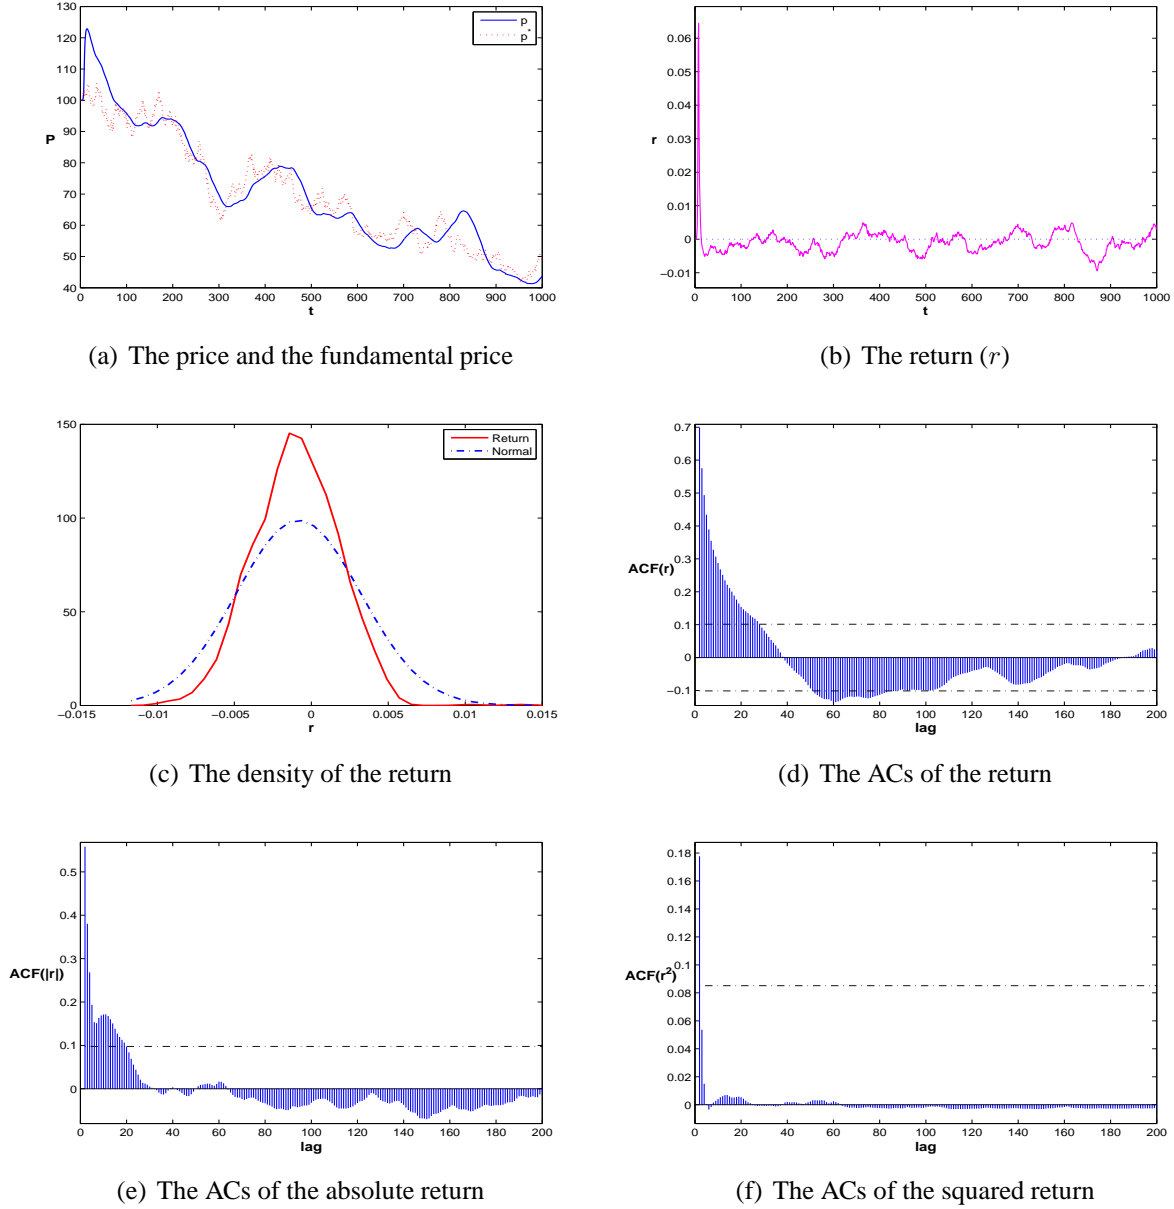 130
120
110
100
90
80
70
60
50
40
P
p
p*
0 100 200 300 400 500 600 700 800 900 1000
t
(a) The price and the fundamental price
0.06
0.05
0.04
0.03
0.02
0.01
0
−0.01
r
0 100 200 300 400 500 600 700 800 900 1000
t
(b) The return (r)
150
100
50
0
Return
Normal
−0.015 −0.01 −0.005 0 0.005 0.01 0.015
r
(c) The density of the return
0.7
0.6
0.5
0.4
0.3
0.2
0.1
0
−0.1
ACF(r)
0 20 40 60 80 100 120 140 160 180 200
lag
(d) The ACs of the return
0.5
0.4
0.3
0.2
0.1
0
ACF(|r|)
0 20 40 60 80 100 120 140 160 180 200
lag
(e) The ACs of the absolute return
0.18
0.16
0.14
0.12
0.1
0.08
0.06
0.04
0.02
0
ACF(r²)
0 20 40 60 80 100 120 140 160 180 200
lag
(f) The ACs of the squared return